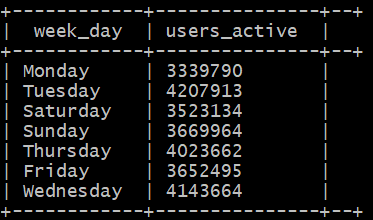 +------------+---------------+--+
|  week_day  | users_active  |
+------------+---------------+--+
| Monday     | 3339790       |
| Tuesday    | 4207913       |
| Saturday   | 3523134       |
| Sunday     | 3669964       |
| Thursday   | 4023662       |
| Friday     | 3652495       |
| Wednesday  | 4143664       |
+------------+---------------+--+